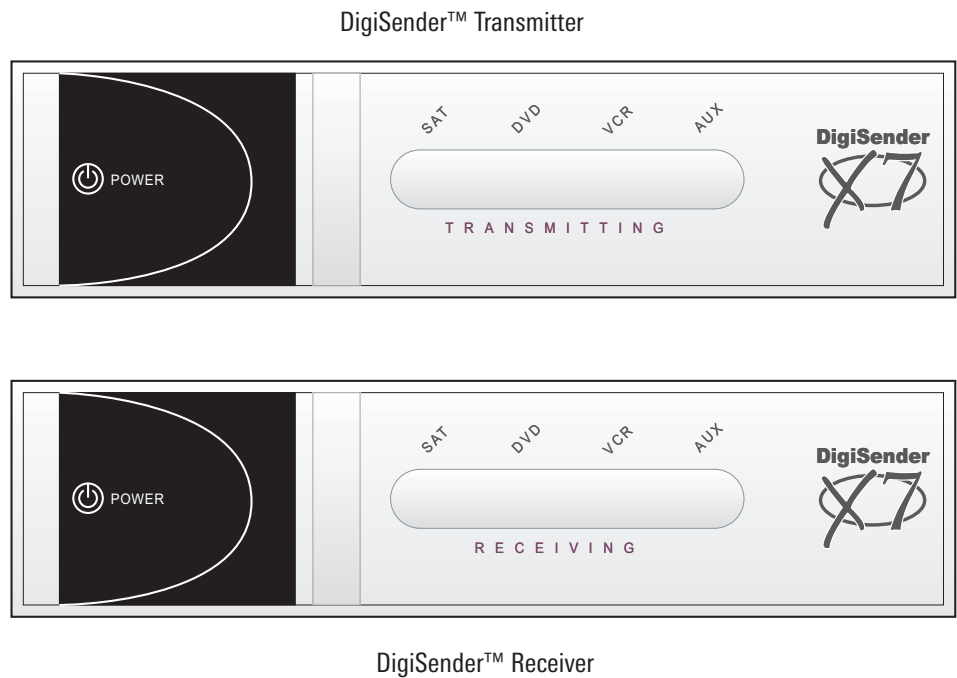 DigiSender™ Transmitter
SAT DVD VCR AUX
DigiSender
X7
POWER
TRANSMITTING
SAT DVD VCR AUX
DigiSender
X7
POWER
RECEIVING
DigiSender™ Receiver